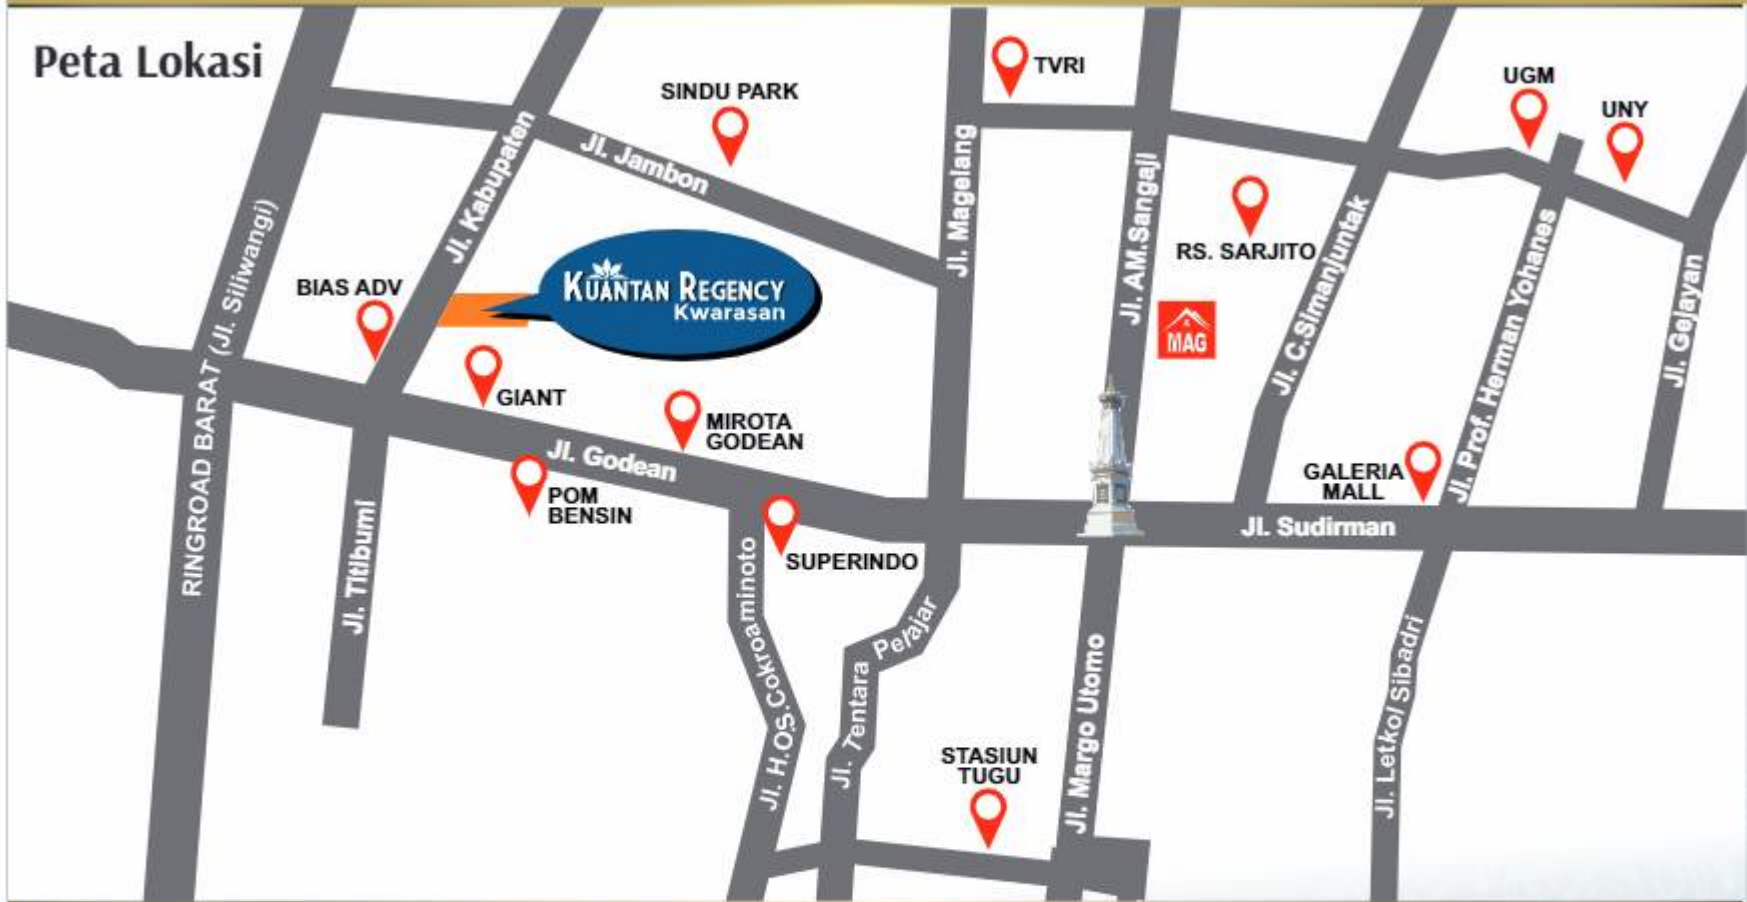 Peta Lokasi
TVRI
SINDU PARK
UGM
UNY
Jl. Jambon
Jl. Kabupaten
Jl. Magelang
Jl. AM.Sangaji
RS. SARJITO
Jl. C.Simanjuntak
Jl. Prof. Herman Yohanes
Jl. Gejayan
RINGROAD BARAT (Jl. Siliwangi)
BIAS ADV
KUANTAN REGENCY
Kwarasan
MAG
GIANT
MIROTA
GODEAN
Jl. Godean
POM
BENSIN
SUPERINDO
GALERIA
MALL
Jl. Sudirman
Jl. Titibumi
Jl. H.O.S.Cokroaminoto
Jl. Tentara Pelajar
STASIUN
TUGU
Jl. Margo Utomo
Jl. Letkol Sibadri